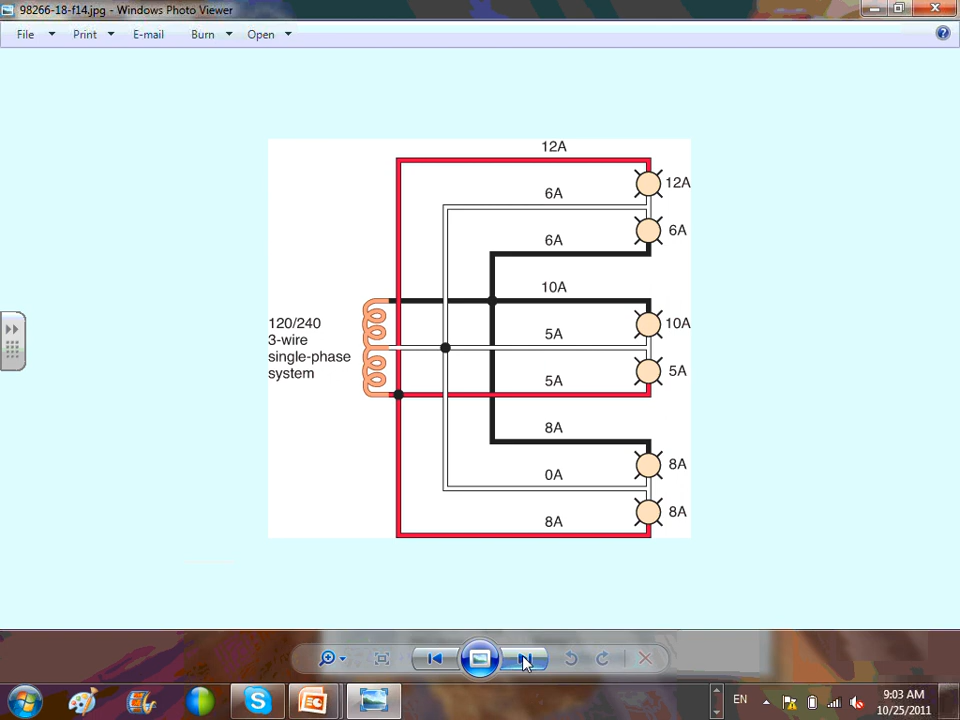 98266-18-f14.jpg - Windows Photo Viewer
File Print E-mail Burn Open
12A
12A
6A
6A
6A
10A
120/240
3-wire
single-phase
system
10A
5A
5A
5A
8A
8A
0A
8A
8A
EN
9:03 AM
10/25/2011